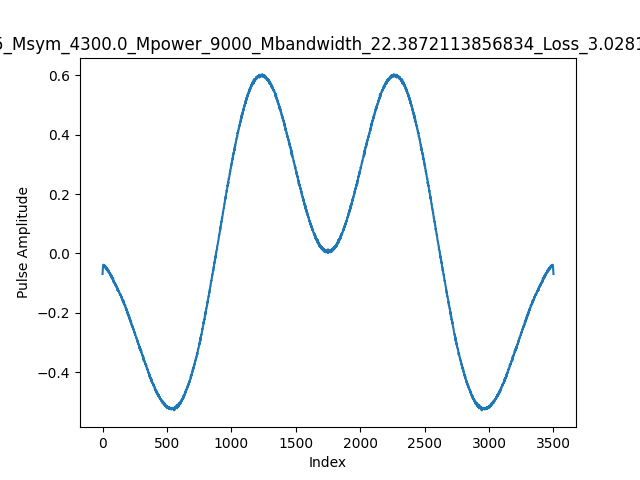 5_Msym_4300.0_Mpower_9000_Mbandwidth_22.3872113856834_Loss_3.0281
0.6
0.4
0.2
0.0
−0.2
−0.4
Pulse Amplitude
0 500 1000 1500 2000 2500 3000 3500
Index